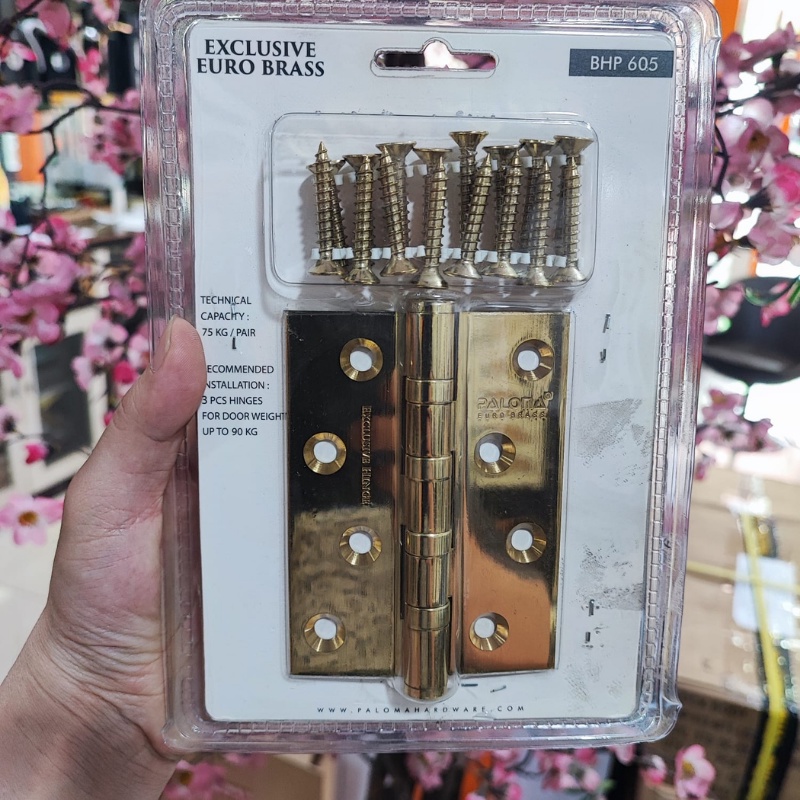 EXCLUSIVE
EURO BRASS
BHP 605
TECHNICAL
CAPACITY :
75 KG / PAIR
RECOMMENDED
INSTALLATION :
3 PCS HINGES
FOR DOOR WEIGHT
UP TO 90 KG
EXCLUSIVE HINGE
PALOMA
EURO BRASS
WWW.PALOMAHARDWARE.COM